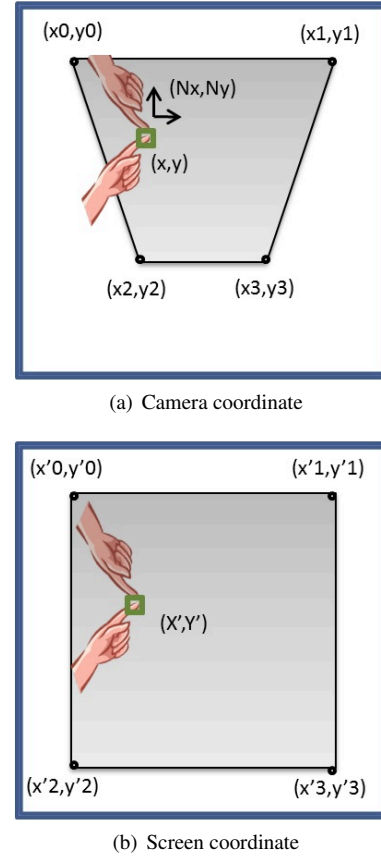 (x0,y0) (x1,y1)
(Nx,Ny)
(x,y)
(x2,y2) (x3,y3)
(a) Camera coordinate
(x'0,y'0) (x'1,y'1)
(X',Y')
(x'2,y'2) (x'3,y'3)
(b) Screen coordinate